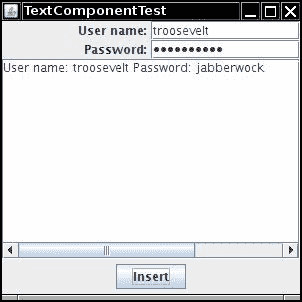 TextComponentTest
User name: troosevelt
Password: ••••••••••
User name: troosevelt Password: jabberwock
Insert